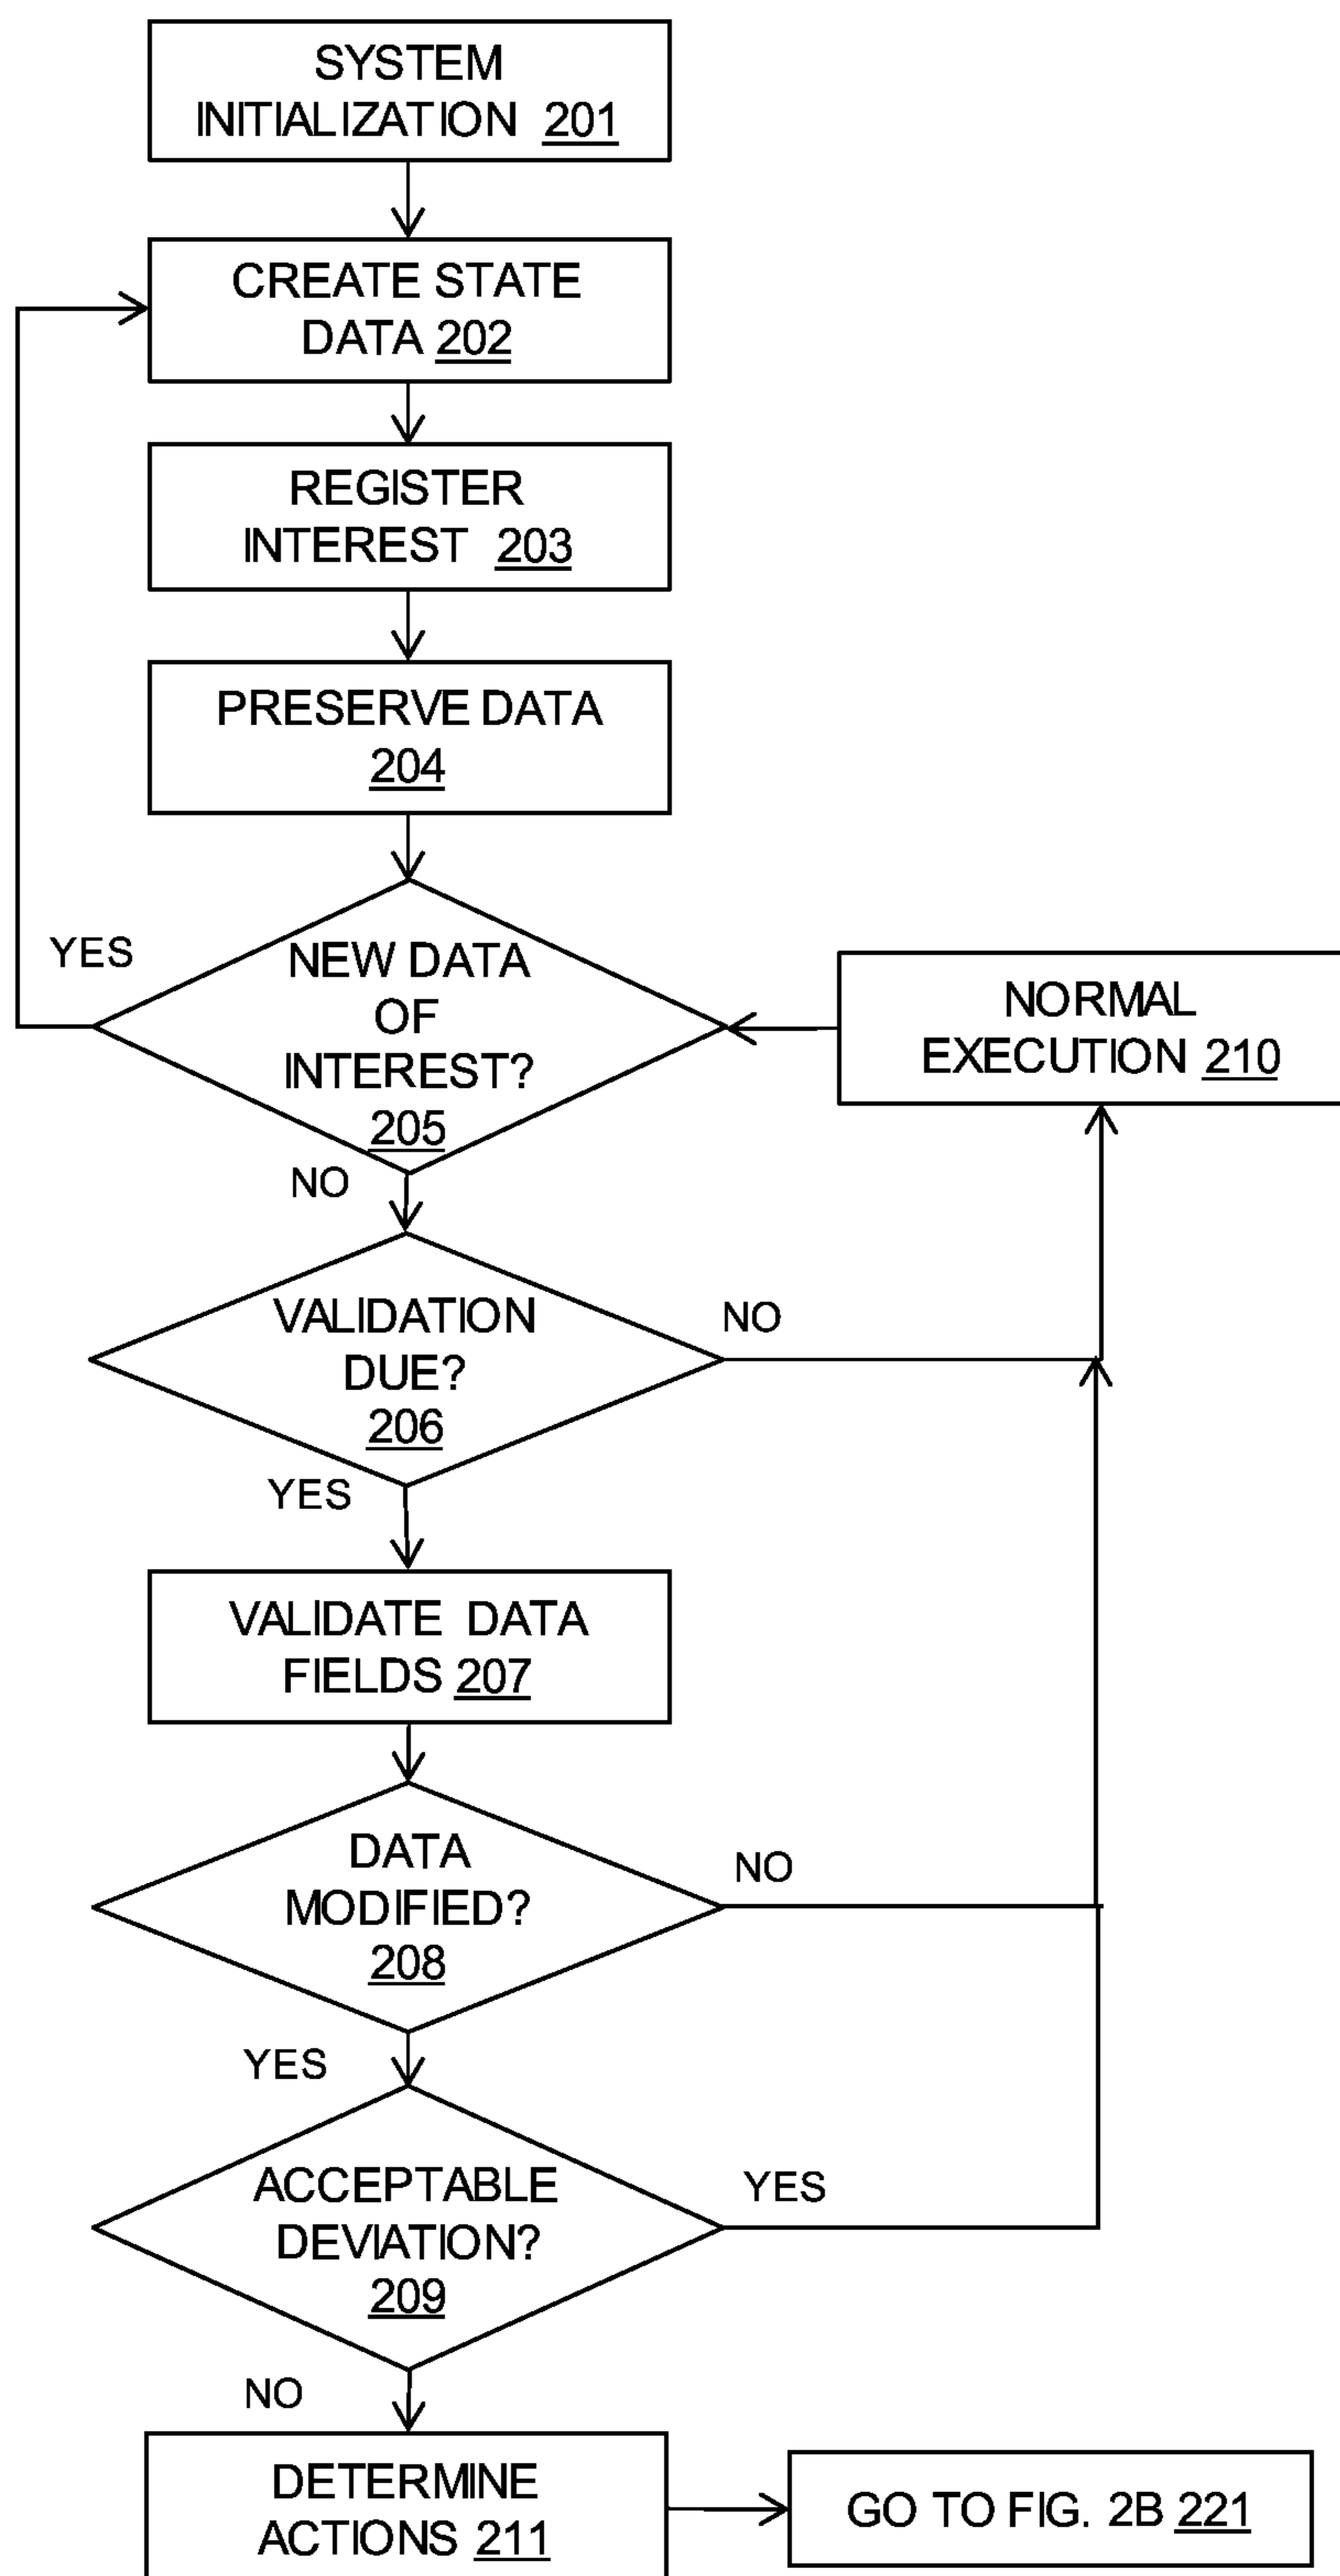 SYSTEM
INITIALIZATION 201
CREATE STATE
DATA 202
REGISTER
INTEREST 203
PRESERVE DATA
204
YES
NEW DATA
OF
INTEREST?
205
NORMAL
EXECUTION 210
NO
VALIDATION
DUE?
206
NO
YES
VALIDATE DATA
FIELDS 207
DATA
MODIFIED?
208
NO
YES
ACCEPTABLE
DEVIATION?
209
YES
NO
DETERMINE
ACTIONS 211
GO TO FIG. 2B 221